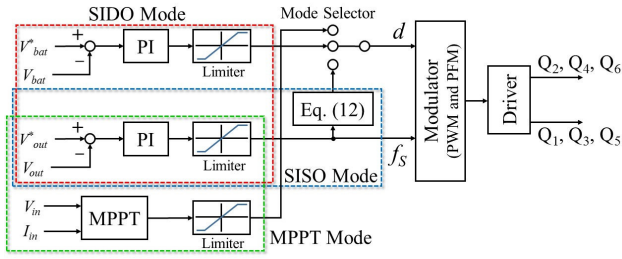 SIDO Mode
Mode Selector
V*bat
+
−
Vbat
PI
Limiter
d
Modulator
(PWM and PFM)
Driver
Q2, Q4, Q6
Q1, Q3, Q5
Eq. (12)
V*out
+
−
Vout
PI
Limiter
fS
SISO Mode
Vin
Iin
MPPT
Limiter
MPPT Mode